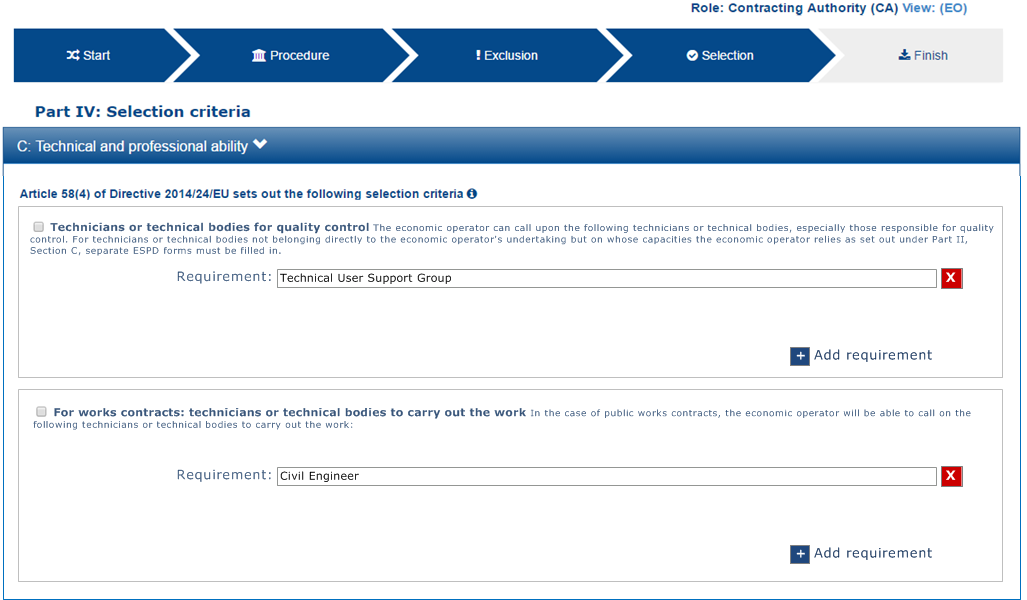 Role: Contracting Authority (CA) View: (EO)
Start
Procedure
Exclusion
Selection
Finish
Part IV: Selection criteria
C: Technical and professional ability
Article 58(4) of Directive 2014/24/EU sets out the following selection criteria
Technicians or technical bodies for quality control The economic operator can call upon the following technicians or technical bodies, especially those responsible for quality
control. For technicians or technical bodies not belonging directly to the economic operator's undertaking but on whose capacities the economic operator relies as set out under Part II,
Section C, separate ESPD forms must be filled in.
Requirement: Technical User Support Group X
+ Add requirement
For works contracts: technicians or technical bodies to carry out the work In the case of public works contracts, the economic operator will be able to call on the
following technicians or technical bodies to carry out the work:
Requirement: Civil Engineer X
+ Add requirement